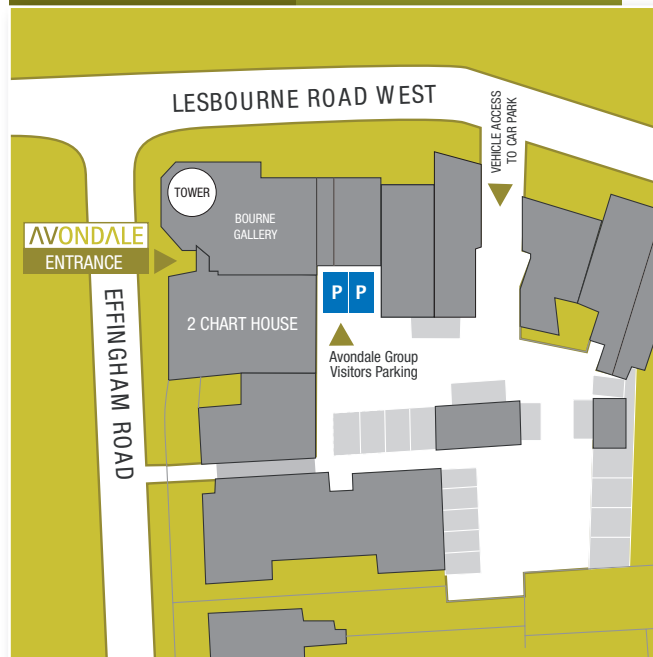 LESBOURNE ROAD WEST
VEHICLE ACCESS
TO CAR PARK
TOWER
BOURNE
GALLERY
AVONDALE
ENTRANCE
P P
2 CHART HOUSE
Avondale Group
Visitors Parking
EFFINGHAM ROAD